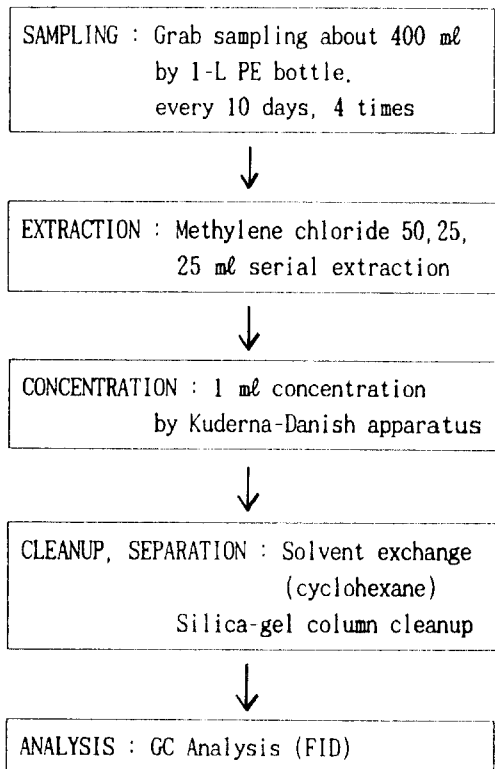 SAMPLING : Grab sampling about 400 mℓ
by 1-L PE bottle.
every 10 days, 4 times
EXTRACTION : Methylene chloride 50, 25,
25 mℓ serial extraction
CONCENTRATION : 1 mℓ concentration
by Kuderna-Danish apparatus
CLEANUP, SEPARATION : Solvent exchange
(cyclohexane)
Silica-gel column cleanup
ANALYSIS : GC Analysis (FID)